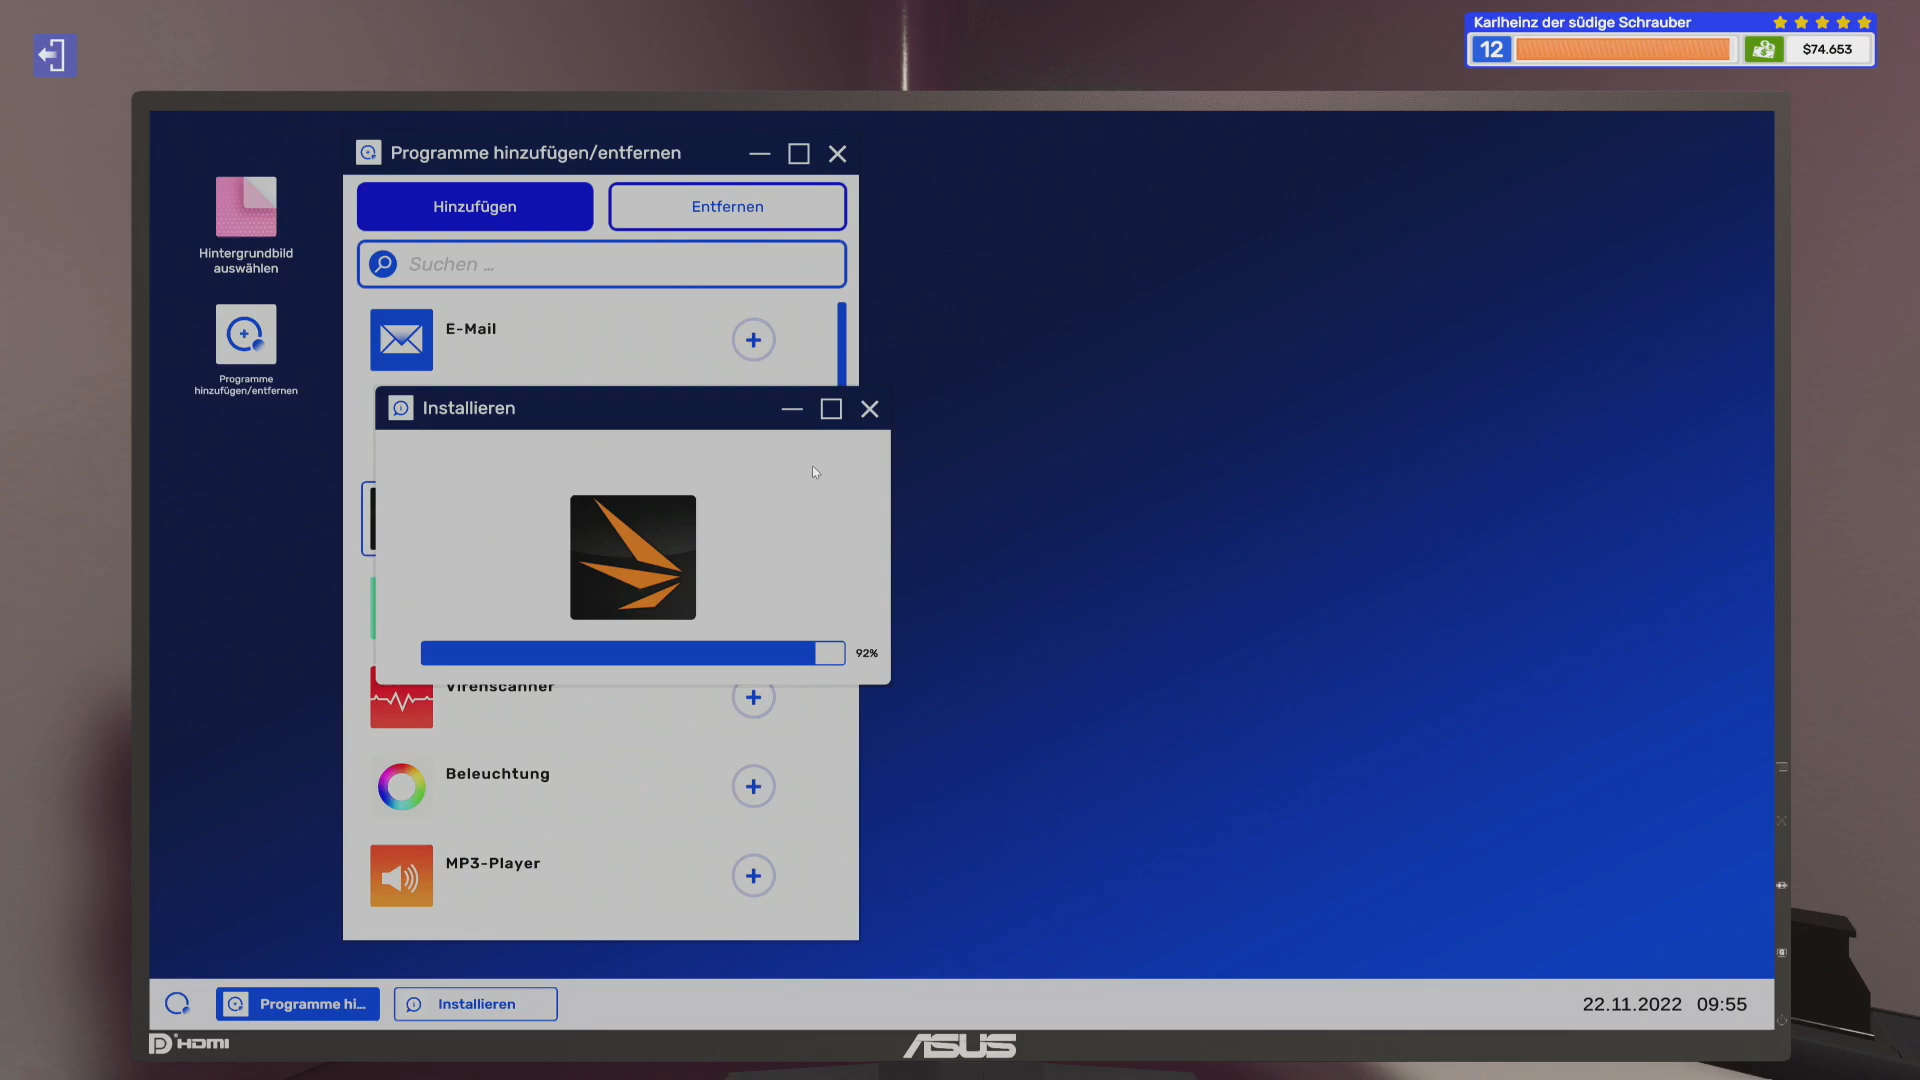 Karlheinz der südige Schrauber
12
$74.653
Programme hinzufügen/entfernen
Hinzufügen
Entfernen
Suchen ...
Hintergrundbild
auswählen
Programme
hinzufügen/entfernen
E-Mail
Installieren
92%
Virenscanner
Beleuchtung
MP3-Player
Programme hi...
Installieren
22.11.2022 09:55
HDMI
ASUS